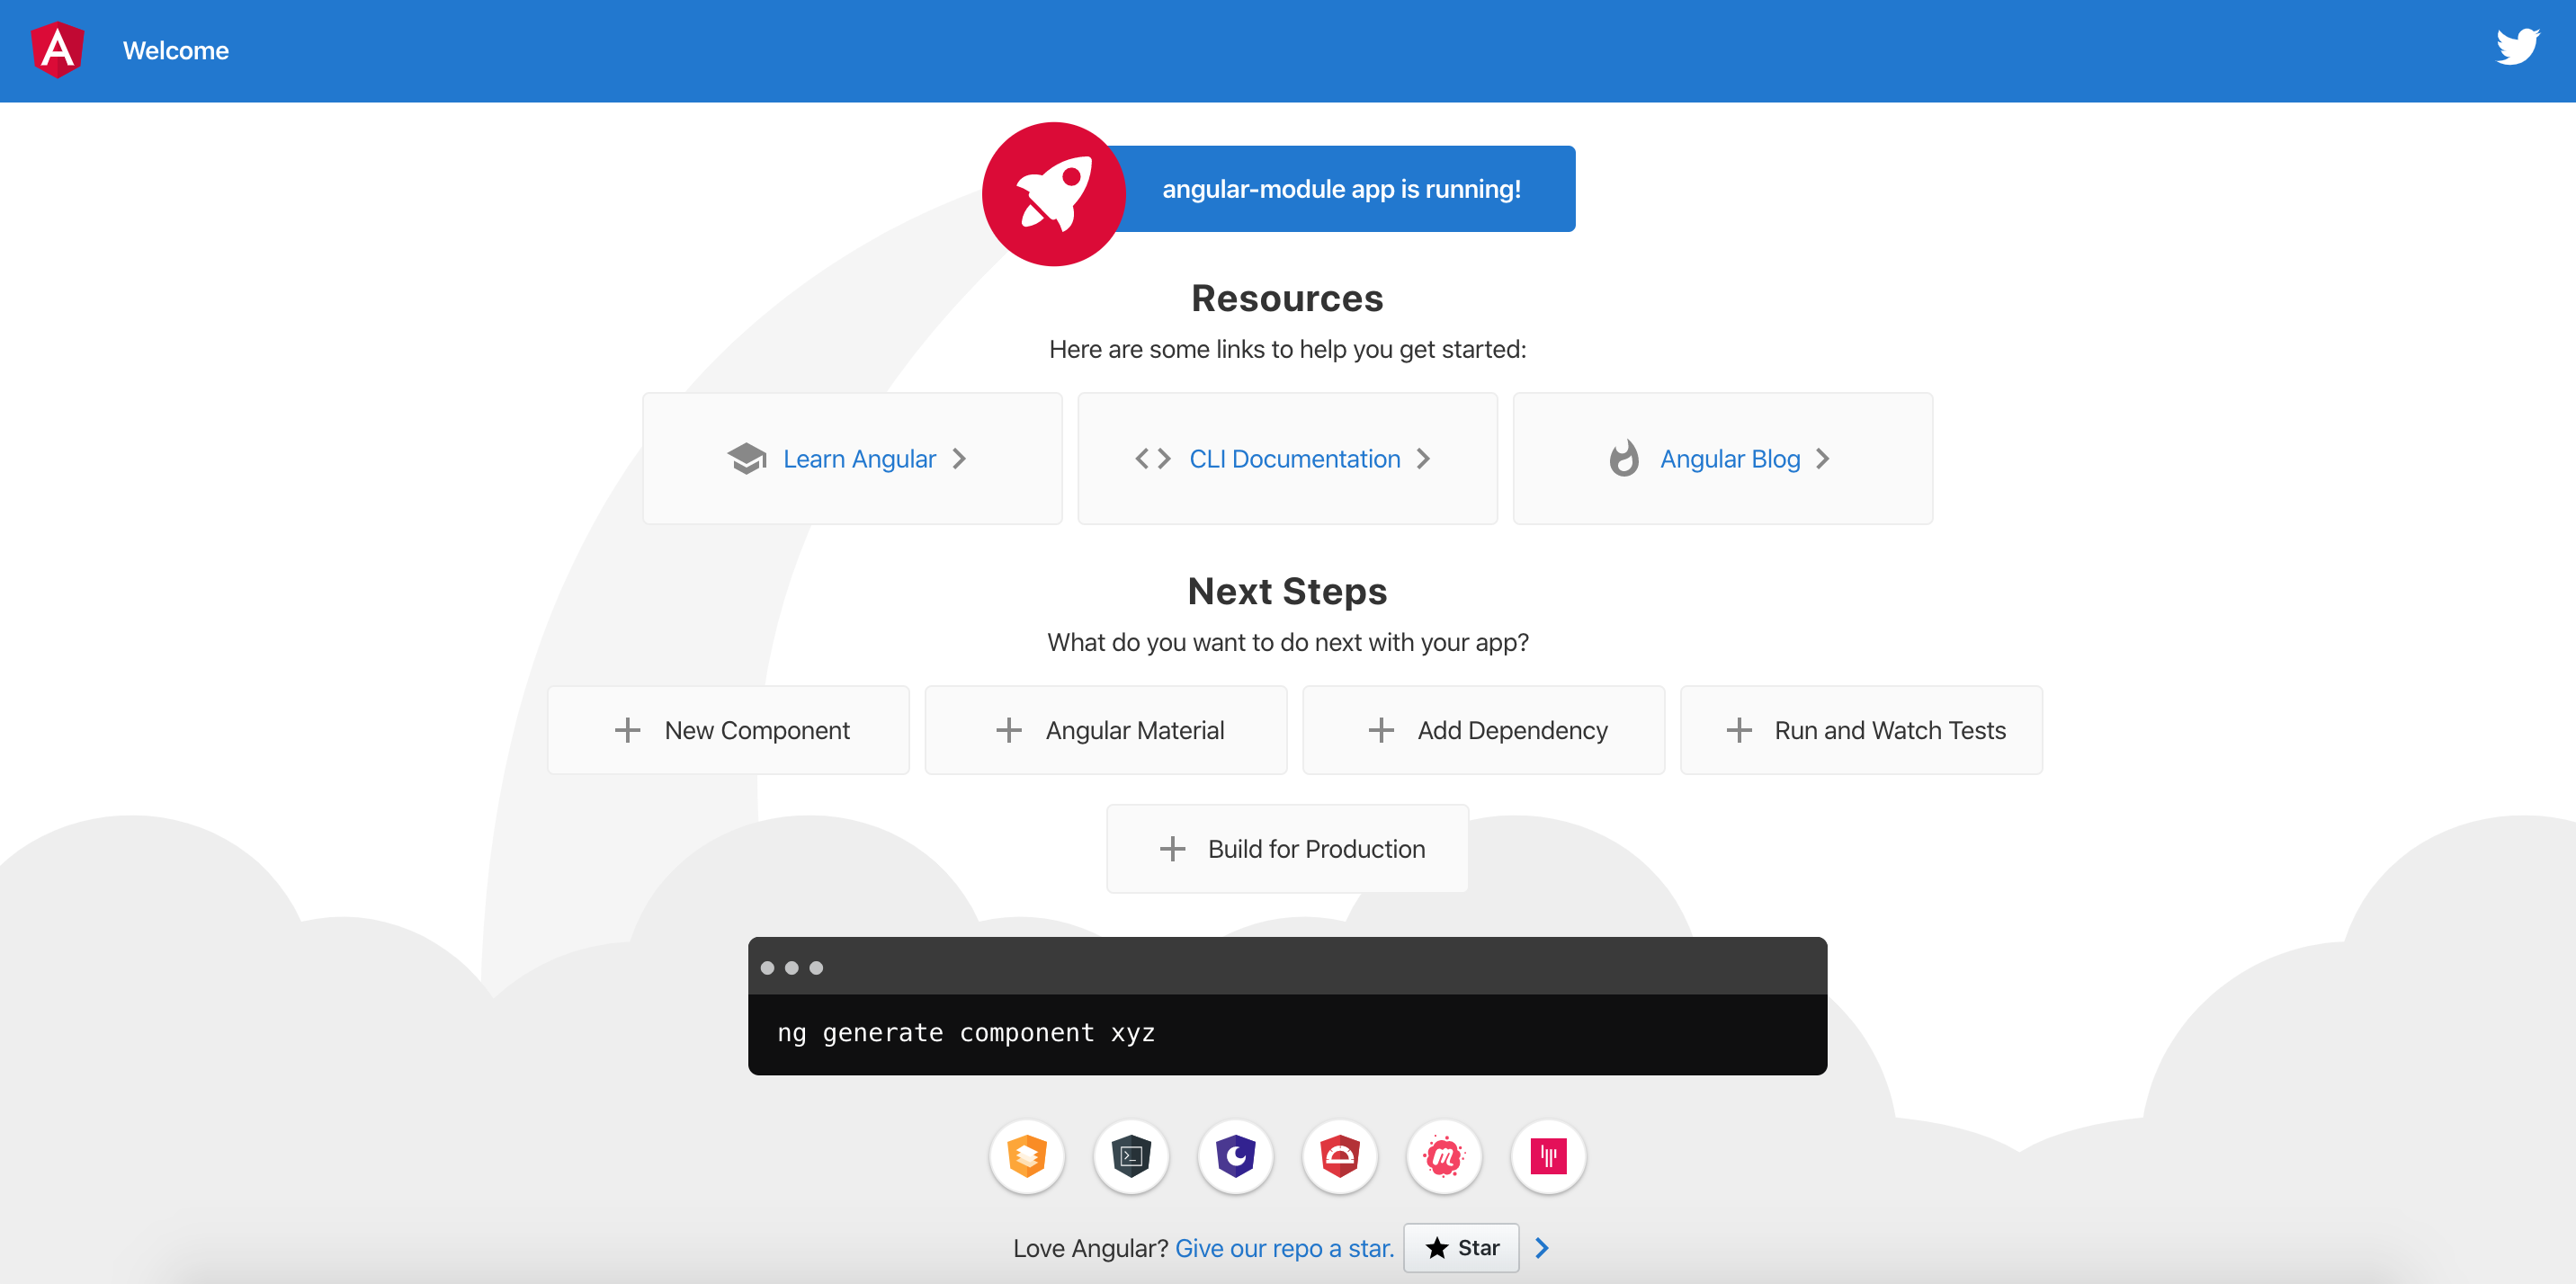 Welcome
angular-module app is running!
Resources
Here are some links to help you get started:
Learn Angular
CLI Documentation
Angular Blog
Next Steps
What do you want to do next with your app?
New Component
Angular Material
Add Dependency
Run and Watch Tests
Build for Production
ng generate component xyz
Love Angular? Give our repo a star. Star